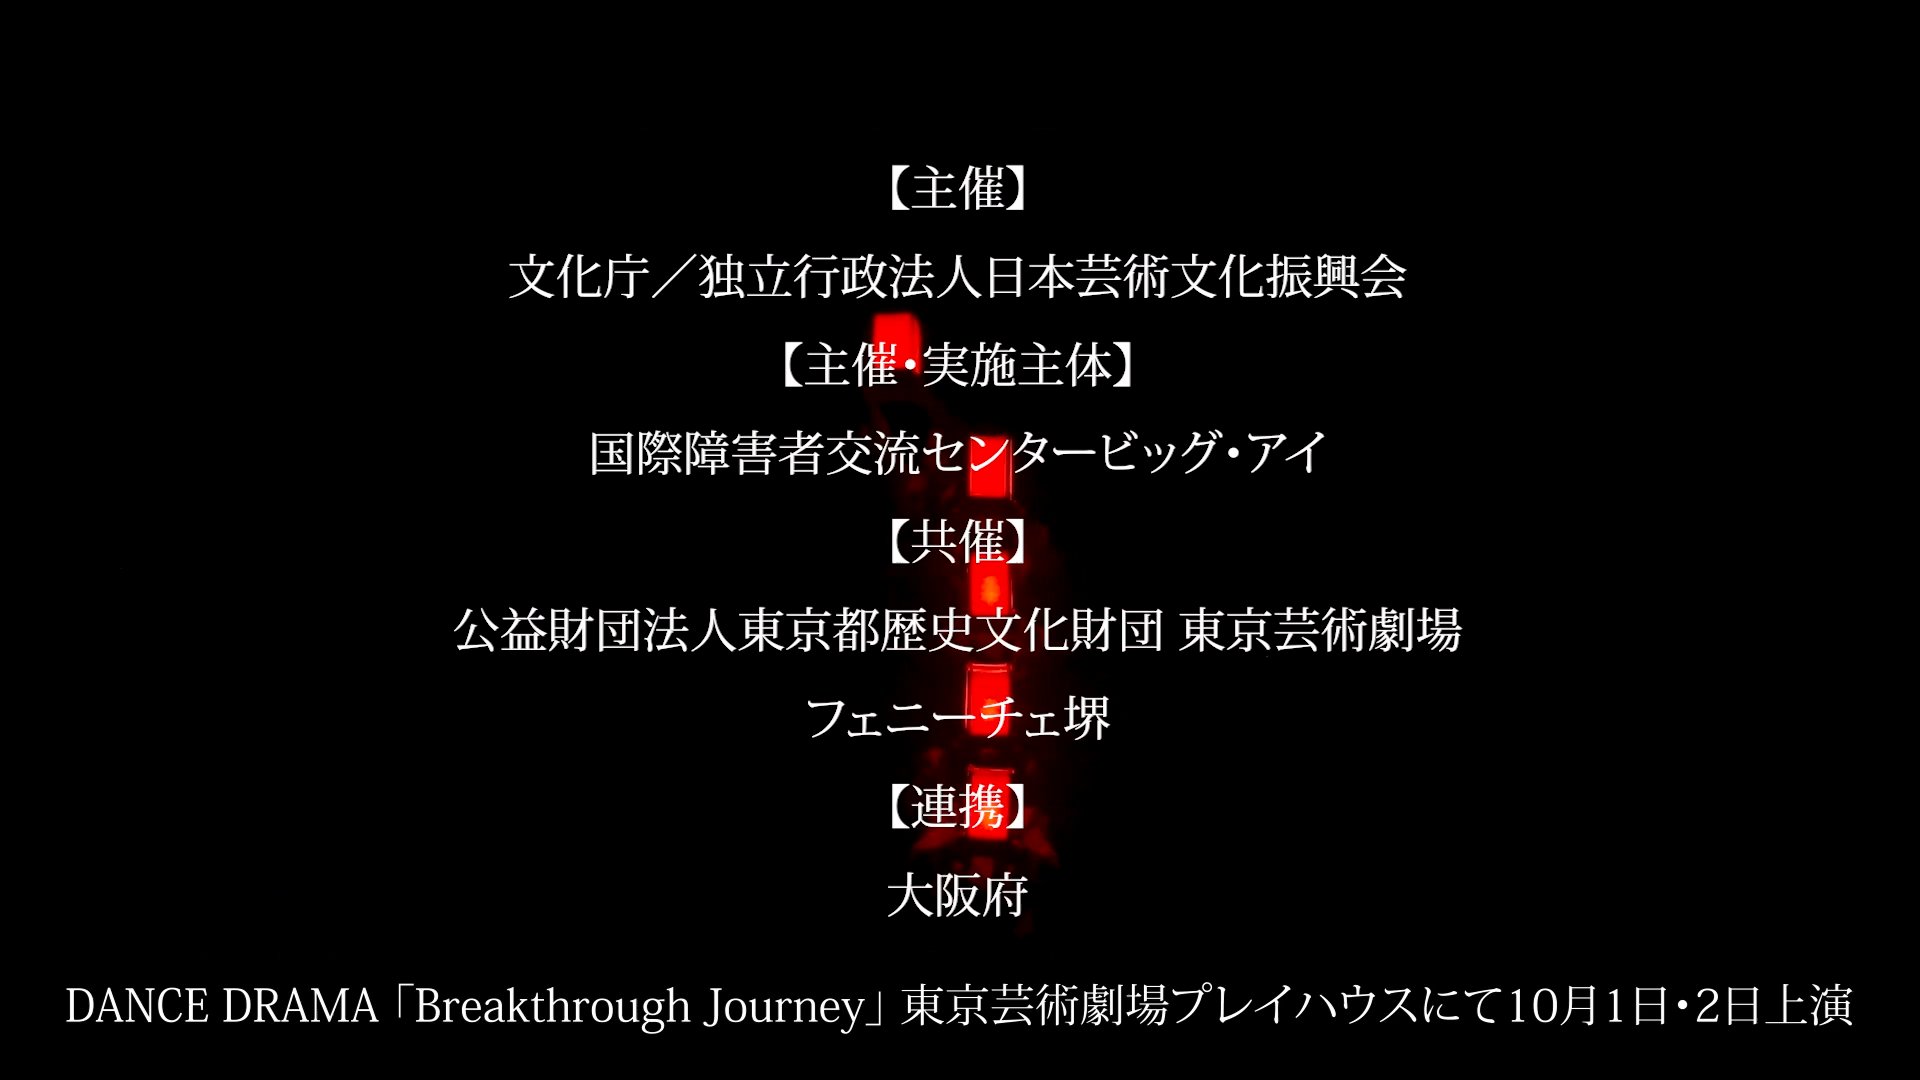 【主催】
文化庁／独立行政法人日本芸術文化振興会
【主催・実施主体】
国際障害者交流センタービッグ・アイ
【共催】
公益財団法人東京都歴史文化財団 東京芸術劇場
フェニーチェ堺
【連携】
大阪府
DANCE DRAMA「Breakthrough Journey」東京芸術劇場プレイハウスにて10月1日・2日上演